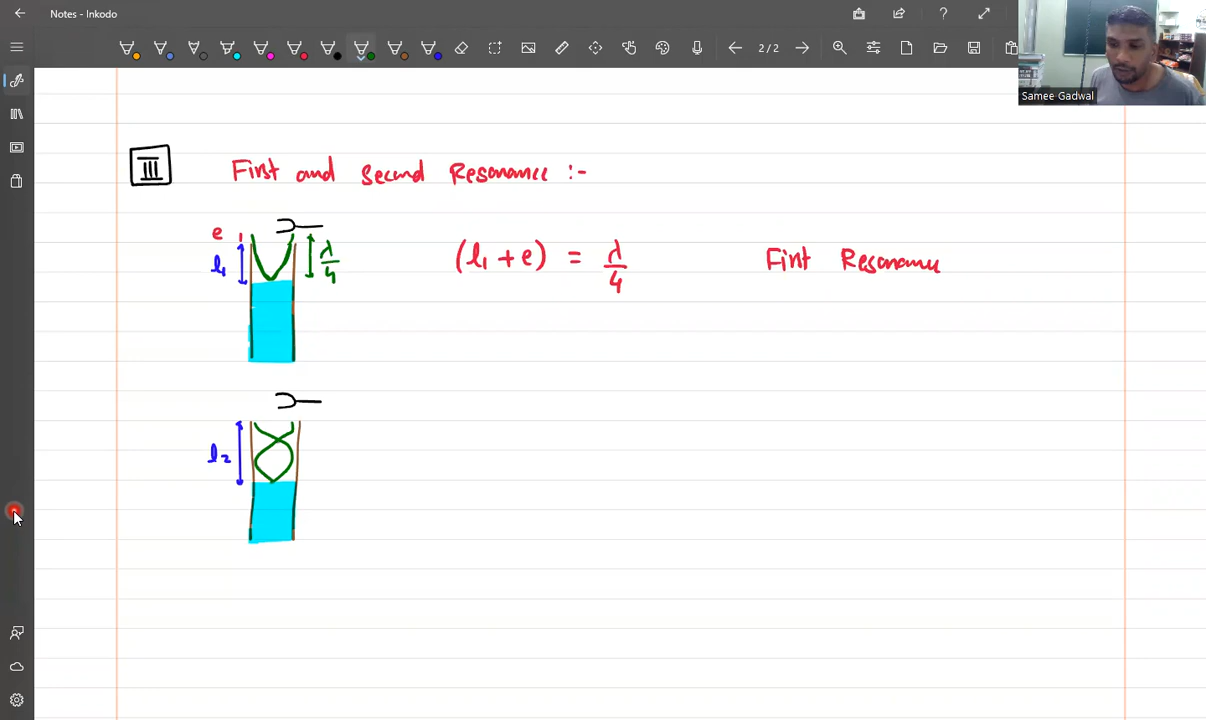 Notes - Inkodo
2 / 2
Samee Gadwal
III First and Second Resonance :-
e
l₁
λ/4
(l₁ + e) = λ/4 First Resonance
l₂